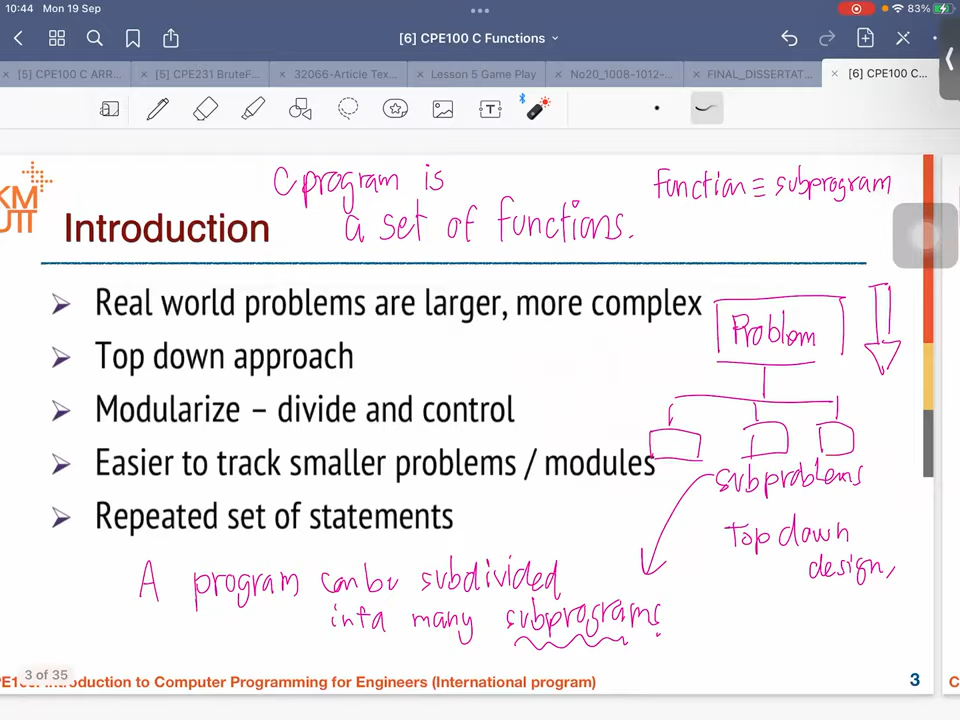 10:44 Mon 19 Sep
83%
[6] CPE100 C Functions
[5] CPE100 C ARR...
[5] CPE231 BruteF...
32066-Article Tex...
Lesson 5 Game Play
No20_1008-1012-...
FINAL_DISSERTAT...
[6] CPE100 C...
KM
UTT
C program is
a set of functions.
Function ≡ subprogram
Introduction
Real world problems are larger, more complex
Top down approach
Modularize – divide and control
Easier to track smaller problems / modules
Repeated set of statements
Problem
subproblems
Top down
design,
A program can be subdivided
inta many subprograms.
3 of 35
Introduction to Computer Programming for Engineers (International program)
3